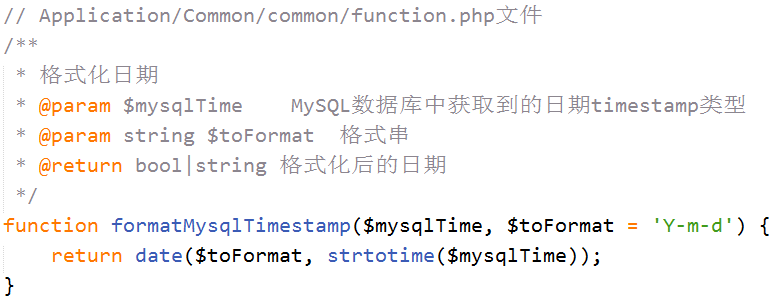 // Application/Common/common/function.php文件
/**
 * 格式化日期
 * @param $mysqlTime    MySQL数据库中获取到的日期timestamp类型
 * @param string $toFormat  格式串
 * @return bool|string 格式化后的日期
 */
function formatMysqlTimestamp($mysqlTime, $toFormat = 'Y-m-d') {
    return date($toFormat, strtotime($mysqlTime));
}